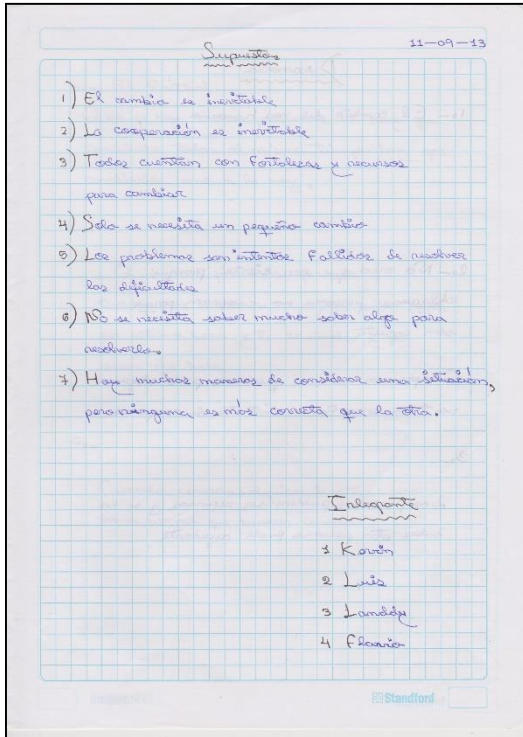 11-09-13
Supuestos
1) El cambio es inevitable
2) La cooperación es inevitable
3) Todos cuentan con fortalezas y recursos
para cambiar
4) Solo se necesita un pequeño cambio
5) Los problemas son intentos fallidos de resolver
las dificultades
6) No se necesita saber mucho sobre algo para
resolverlo.
7) Hay muchas maneras de considerar una situación,
pero ninguna es más correcta que la otra.
Integrante
1 Kevin
2 Luis
3 Landdy
4 Flavio
Standford